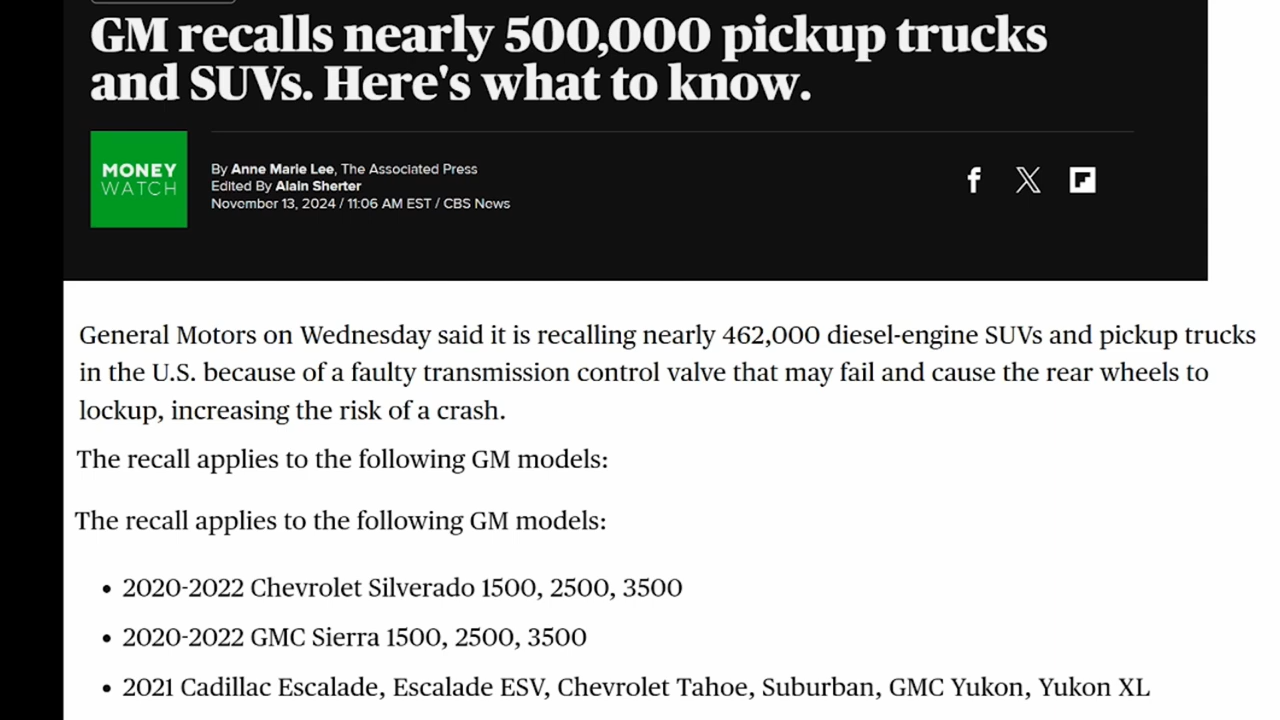 GM recalls nearly 500,000 pickup trucks
and SUVs. Here's what to know.
MONEY
WATCH
By Anne Marie Lee, The Associated Press
Edited By Alain Sherter
November 13, 2024 / 11:06 AM EST / CBS News
General Motors on Wednesday said it is recalling nearly 462,000 diesel-engine SUVs and pickup trucks
in the U.S. because of a faulty transmission control valve that may fail and cause the rear wheels to
lockup, increasing the risk of a crash.
The recall applies to the following GM models:
The recall applies to the following GM models:
• 2020-2022 Chevrolet Silverado 1500, 2500, 3500
• 2020-2022 GMC Sierra 1500, 2500, 3500
• 2021 Cadillac Escalade, Escalade ESV, Chevrolet Tahoe, Suburban, GMC Yukon, Yukon XL